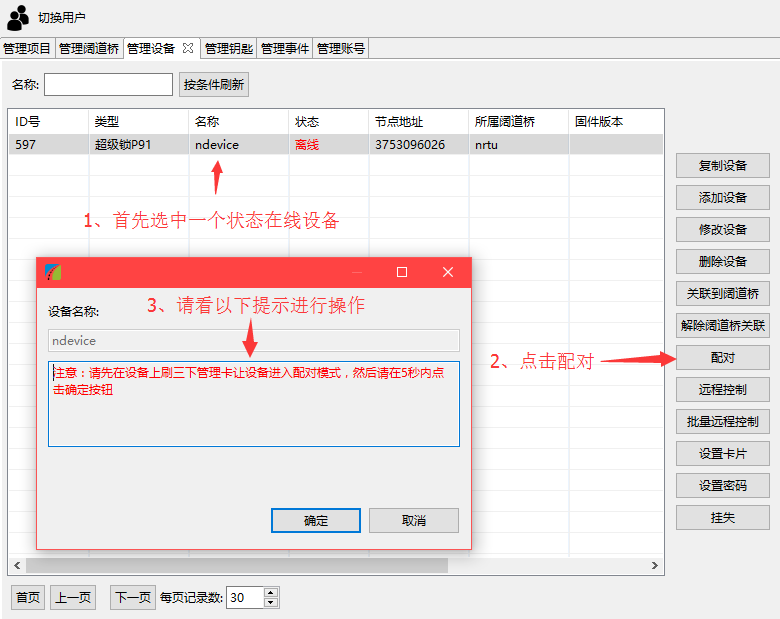 切换用户
管理项目 管理阔道桥 管理设备 管理钥匙 管理事件 管理账号
名称: 按条件刷新
ID号 类型 名称 状态 节点地址 所属阔道桥 固件版本
597 超级锁P91 ndevice 离线 3753096026 nrtu
1、首先选中一个状态在线设备
复制设备
添加设备
修改设备
删除设备
关联到阔道桥
解除阔道桥关联
2、点击配对
配对
远程控制
批量远程控制
设置卡片
设置密码
挂失
3、请看以下提示进行操作
设备名称:
ndevice
注意：请先在设备上刷三下管理卡让设备进入配对模式，然后请在5秒内点
击确定按钮
确定 取消
首页 上一页 下一页 每页记录数: 30